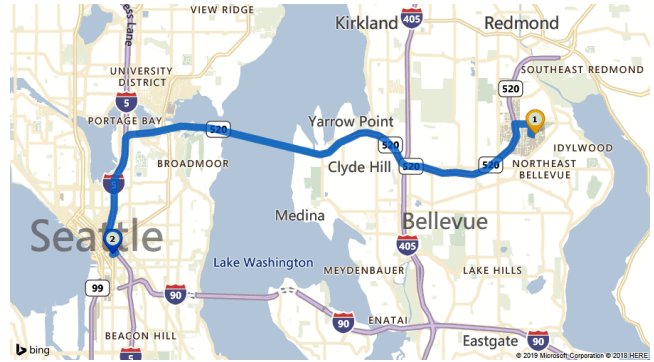 VIEW RIDGE
Kirkland
405
Redmond
ess Lane
UNIVERSITY
DISTRICT
SOUTHEAST REDMOND
520
5
PORTAGE BAY
520
Yarrow Point
1
520
IDYLWOOD
BROADMOOR
Clyde Hill
520
520
NORTHEAST
BELLEVUE
5
Medina
Bellevue
Seattle
2
405
Lake Washington
MEYDENBAUER
LAKE HILLS
99
90
90
ENATAI
BEACON HILL
Eastgate
90
5
bing
© 2019 Microsoft Corporation © 2018 HERE